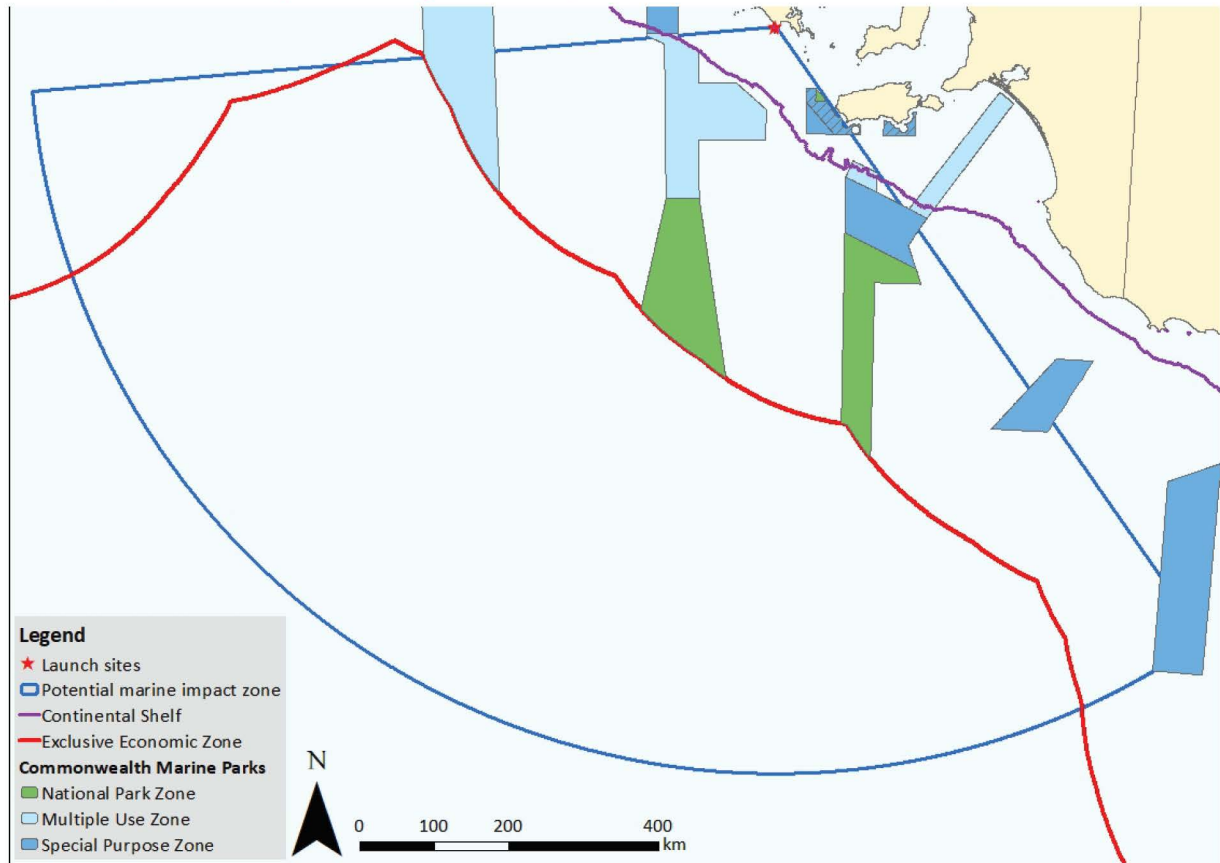 Legend
Launch sites
Potential marine impact zone
Continental Shelf
Exclusive Economic Zone
Commonwealth Marine Parks
National Park Zone
Multiple Use Zone
Special Purpose Zone
N
0 100 200 400
km